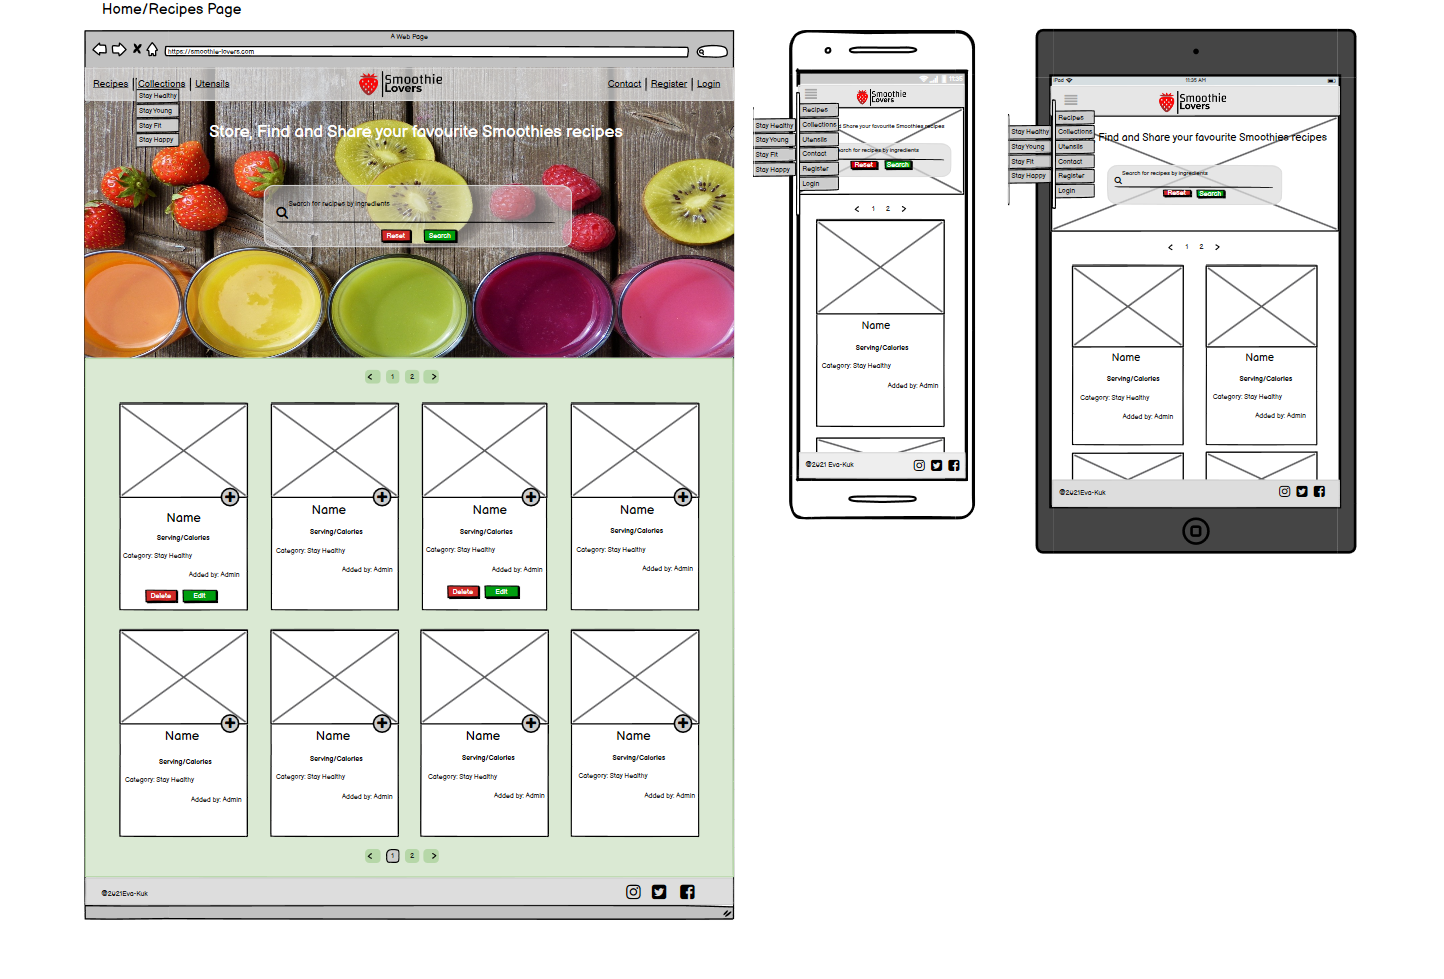 Home/Recipes Page
A Web Page
https://smoothie-lovers.com
Recipes | Collections | Utensils
Smoothie
Lovers
Contact | Register | Login
Stay Healthy
Stay Young
Stay Fit
Stay Happy
Store, Find and Share your favourite Smoothies recipes
Search for recipes by ingredients
Reset
Search
< 1 2 >
Name
Serving/Calories
Category: Stay Healthy
Added by: Admin
Delete
Edit
Name
Serving/Calories
Category: Stay Healthy
Added by: Admin
Name
Serving/Calories
Category: Stay Healthy
Added by: Admin
Delete
Edit
Name
Serving/Calories
Category: Stay Healthy
Added by: Admin
Name
Serving/Calories
Category: Stay Healthy
Added by: Admin
Name
Serving/Calories
Category: Stay Healthy
Added by: Admin
Name
Serving/Calories
Category: Stay Healthy
Added by: Admin
Name
Serving/Calories
Category: Stay Healthy
Added by: Admin
< 1 2 >
©2021Eva-Kuk
11:35
Smoothie
Lovers
Recipes
Collections
Utensils
Contact
Register
Login
Stay Healthy
Stay Young
Stay Fit
Stay Happy
Find and Share your favourite Smoothies recipes
Search for recipes by ingredients
Reset
Search
< 1 2 >
Name
Serving/Calories
Category: Stay Healthy
Added by: Admin
©2021 Eva-Kuk
iPod
11:35 AM
Smoothie
Lovers
Recipes
Collections
Utensils
Contact
Register
Login
Stay Healthy
Stay Young
Stay Fit
Stay Happy
Find and Share your favourite Smoothies recipes
Search for recipes by ingredients
Reset
Search
< 1 2 >
Name
Serving/Calories
Category: Stay Healthy
Added by: Admin
Name
Serving/Calories
Category: Stay Healthy
Added by: Admin
©2021Eva-Kuk